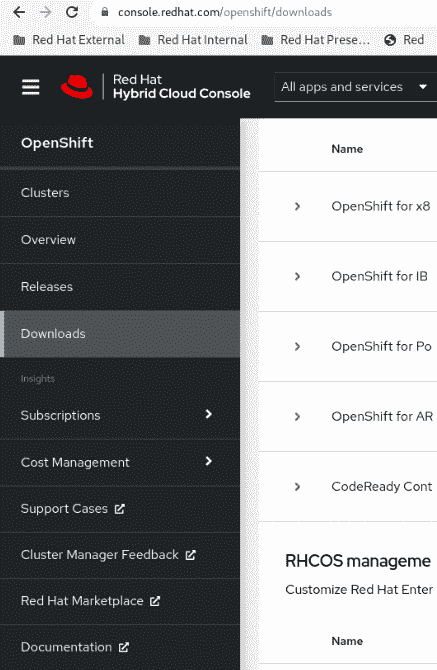 console.redhat.com/openshift/downloads
Red Hat External Red Hat Internal Red Hat Prese... Red
Red Hat
Hybrid Cloud Console
All apps and services
OpenShift
Clusters
Overview
Releases
Downloads
Insights
Subscriptions
Cost Management
Support Cases
Cluster Manager Feedback
Red Hat Marketplace
Documentation
Name
OpenShift for x8
OpenShift for IB
OpenShift for Po
OpenShift for AR
CodeReady Cont
RHCOS manageme
Customize Red Hat Enter
Name